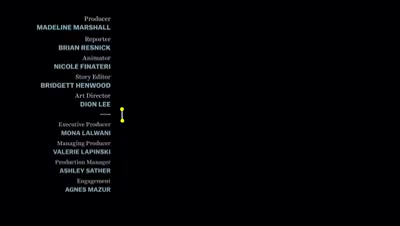 Producer
MADELINE MARSHALL
Reporter
BRIAN RESNICK
Animator
NICOLE FINATERI
Story Editor
BRIDGETT HENWOOD
Art Director
DION LEE
Executive Producer
MONA LALWANI
Managing Producer
VALERIE LAPINSKI
Production Manager
ASHLEY SATHER
Engagement
AGNES MAZUR